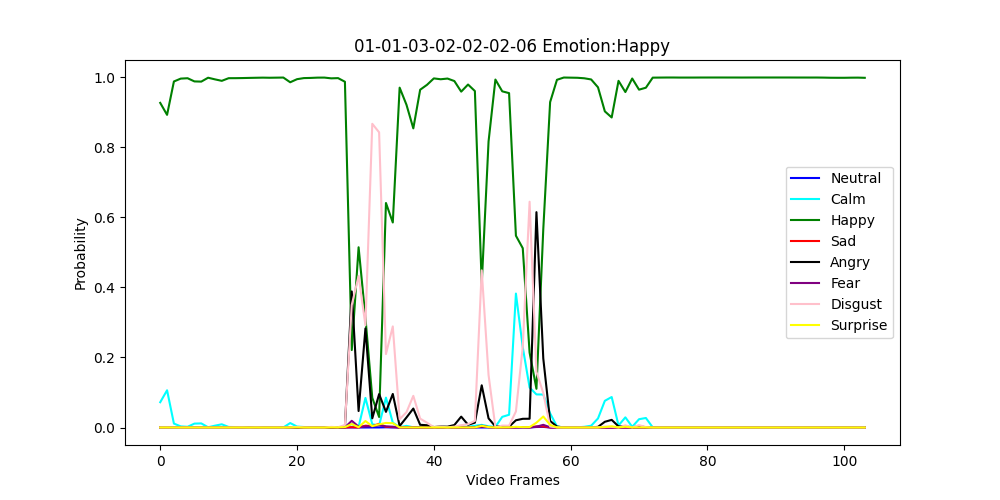 01-01-03-02-02-02-06 Emotion:Happy
1.0
0.8
0.6
0.4
0.2
0.0
Probability
0 20 40 60 80 100
Video Frames
Neutral
Calm
Happy
Sad
Angry
Fear
Disgust
Surprise